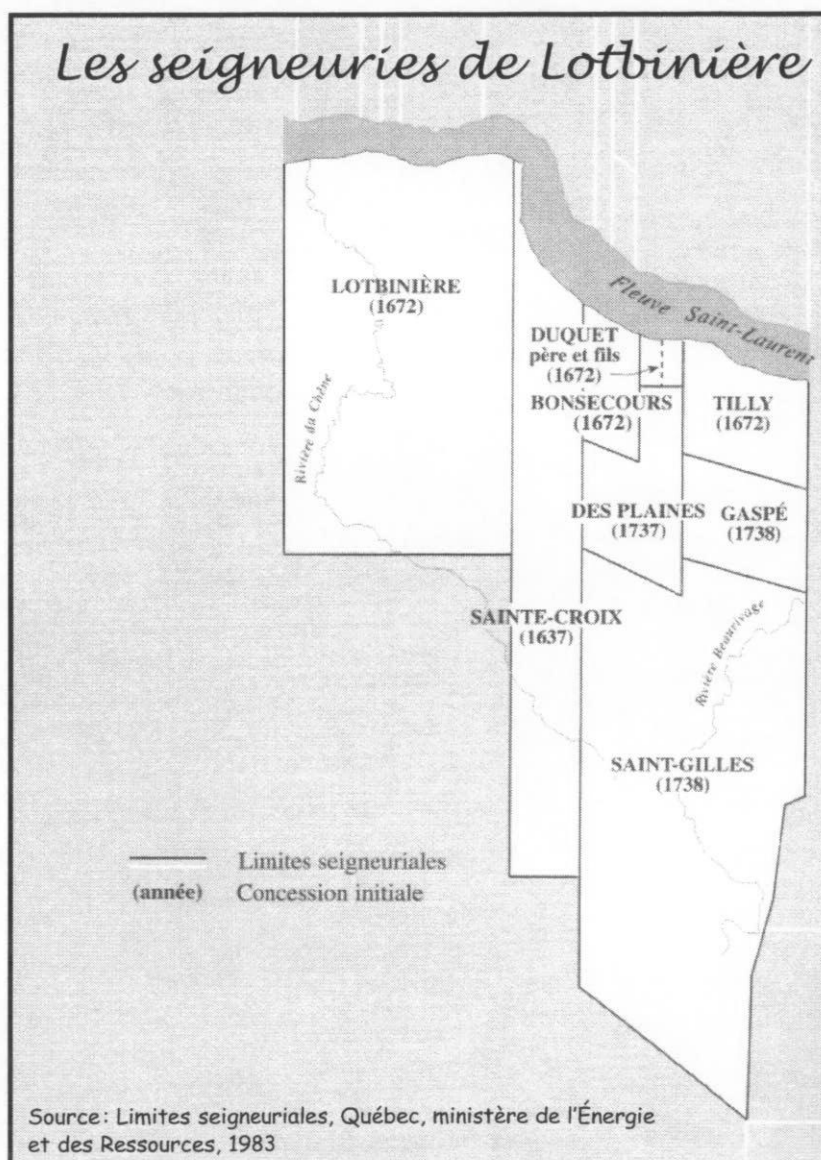 Les seigneuries de Lotbinière
LOTBINIÈRE
(1672)
Fleuve Saint-Laurent
DUQUET
père et fils
(1672)
BONSECOURS
(1672)
TILLY
(1672)
Rivière du Chêne
DES PLAINES
(1737)
GASPÉ
(1738)
SAINTE-CROIX
(1637)
Rivière Beaurivage
SAINT-GILLES
(1738)
Limites seigneuriales
(année) Concession initiale
Source: Limites seigneuriales, Québec, ministère de l'Énergie
et des Ressources, 1983